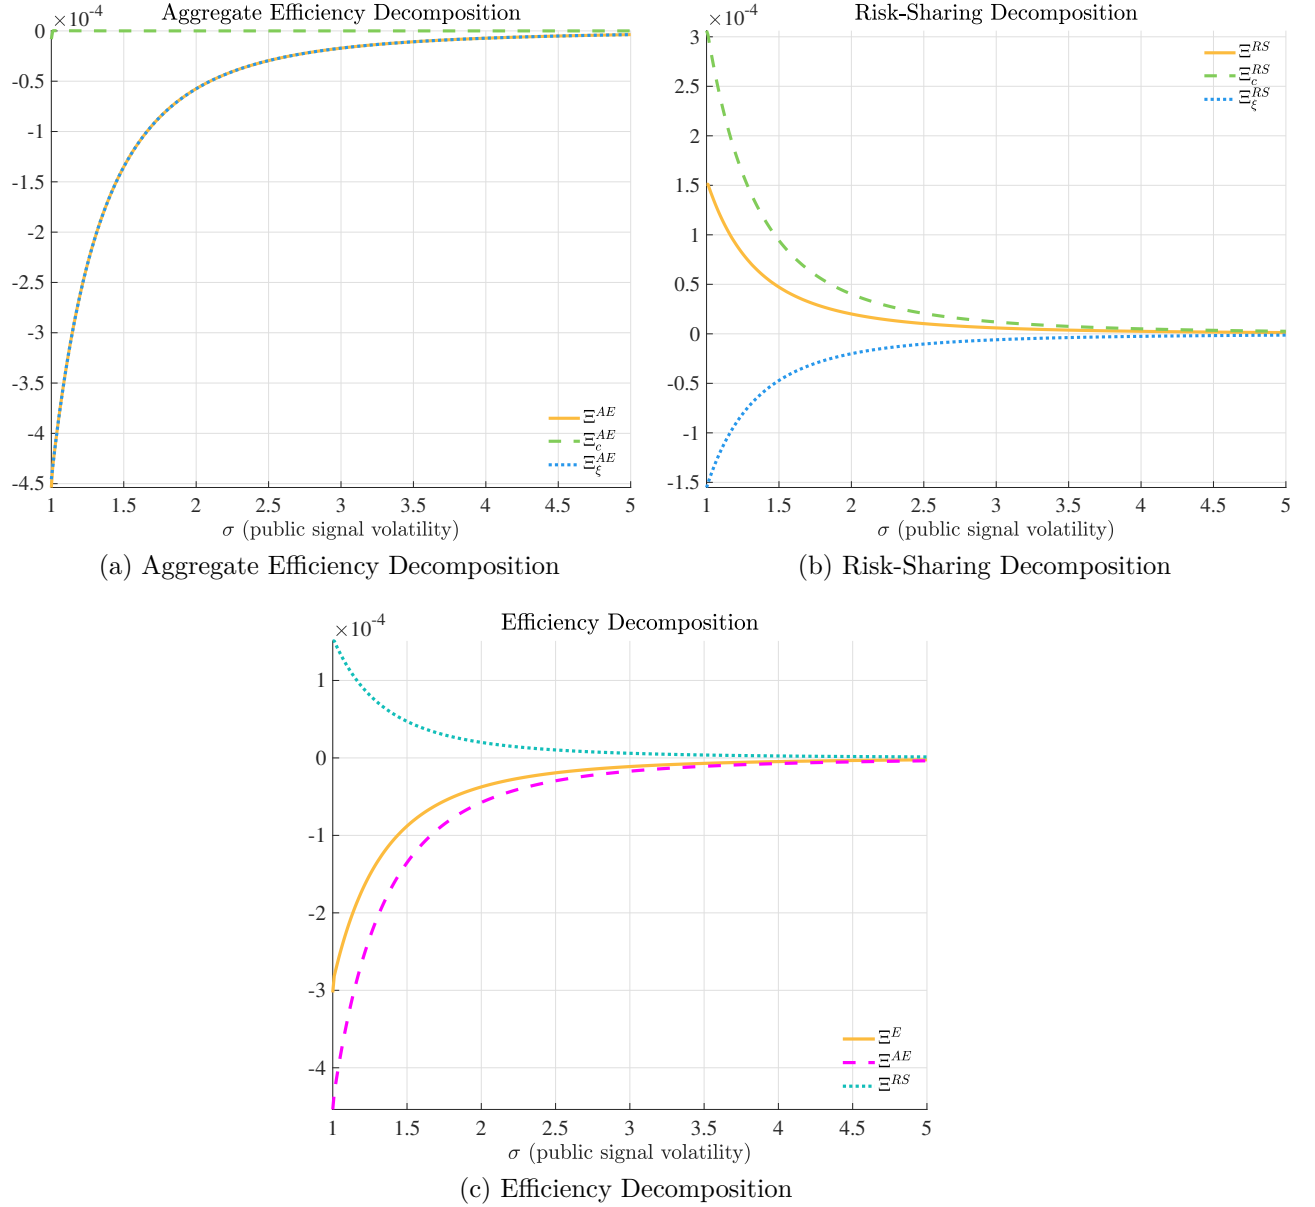 Aggregate Efficiency Decomposition
×10⁻⁴
0
-0.5
-1
-1.5
-2
-2.5
-3
-3.5
-4
-4.5
1 1.5 2 2.5 3 3.5 4 4.5 5
Ξ^{AE}
Ξ_c^{AE}
Ξ_ξ^{AE}
σ (public signal volatility)
(a) Aggregate Efficiency Decomposition
Risk-Sharing Decomposition
×10⁻⁴
3
2.5
2
1.5
1
0.5
0
-0.5
-1
-1.5
1 1.5 2 2.5 3 3.5 4 4.5 5
Ξ^{RS}
Ξ_c^{RS}
Ξ_ξ^{RS}
σ (public signal volatility)
(b) Risk-Sharing Decomposition
Efficiency Decomposition
×10⁻⁴
1
0
-1
-2
-3
-4
1 1.5 2 2.5 3 3.5 4 4.5 5
Ξ^E
Ξ^{AE}
Ξ^{RS}
σ (public signal volatility)
(c) Efficiency Decomposition